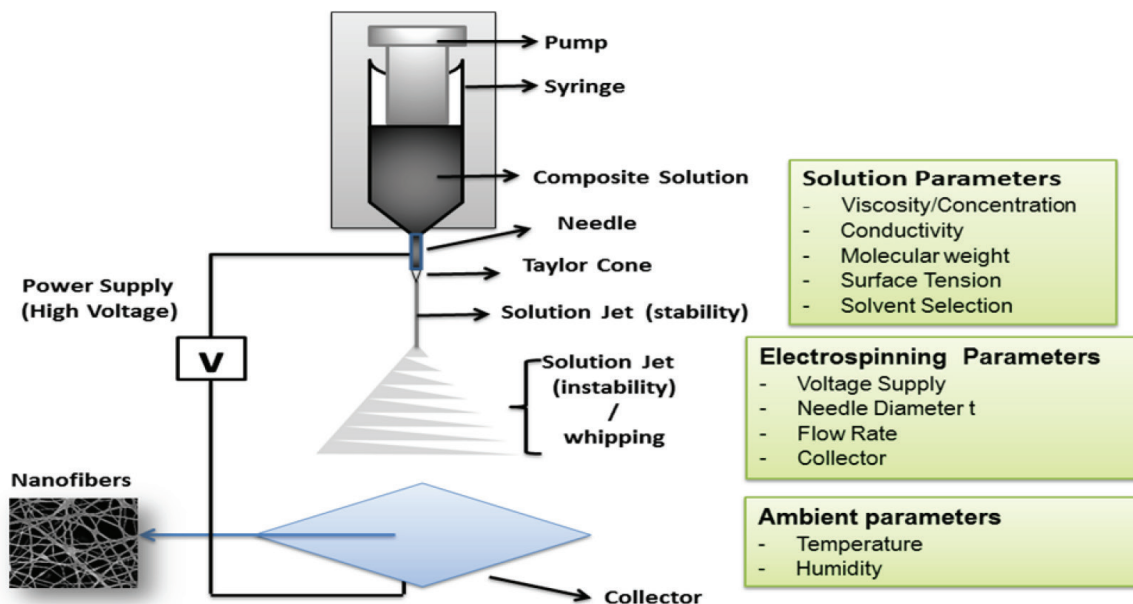 Pump
Syringe
Composite Solution
Needle
Taylor Cone
Solution Jet (stability)
Solution Jet
(instability)
/
whipping
Power Supply
(High Voltage)
V
Nanofibers
Collector
Solution Parameters
- Viscosity/Concentration
- Conductivity
- Molecular weight
- Surface Tension
- Solvent Selection
Electrospinning Parameters
- Voltage Supply
- Needle Diameter t
- Flow Rate
- Collector
Ambient parameters
- Temperature
- Humidity